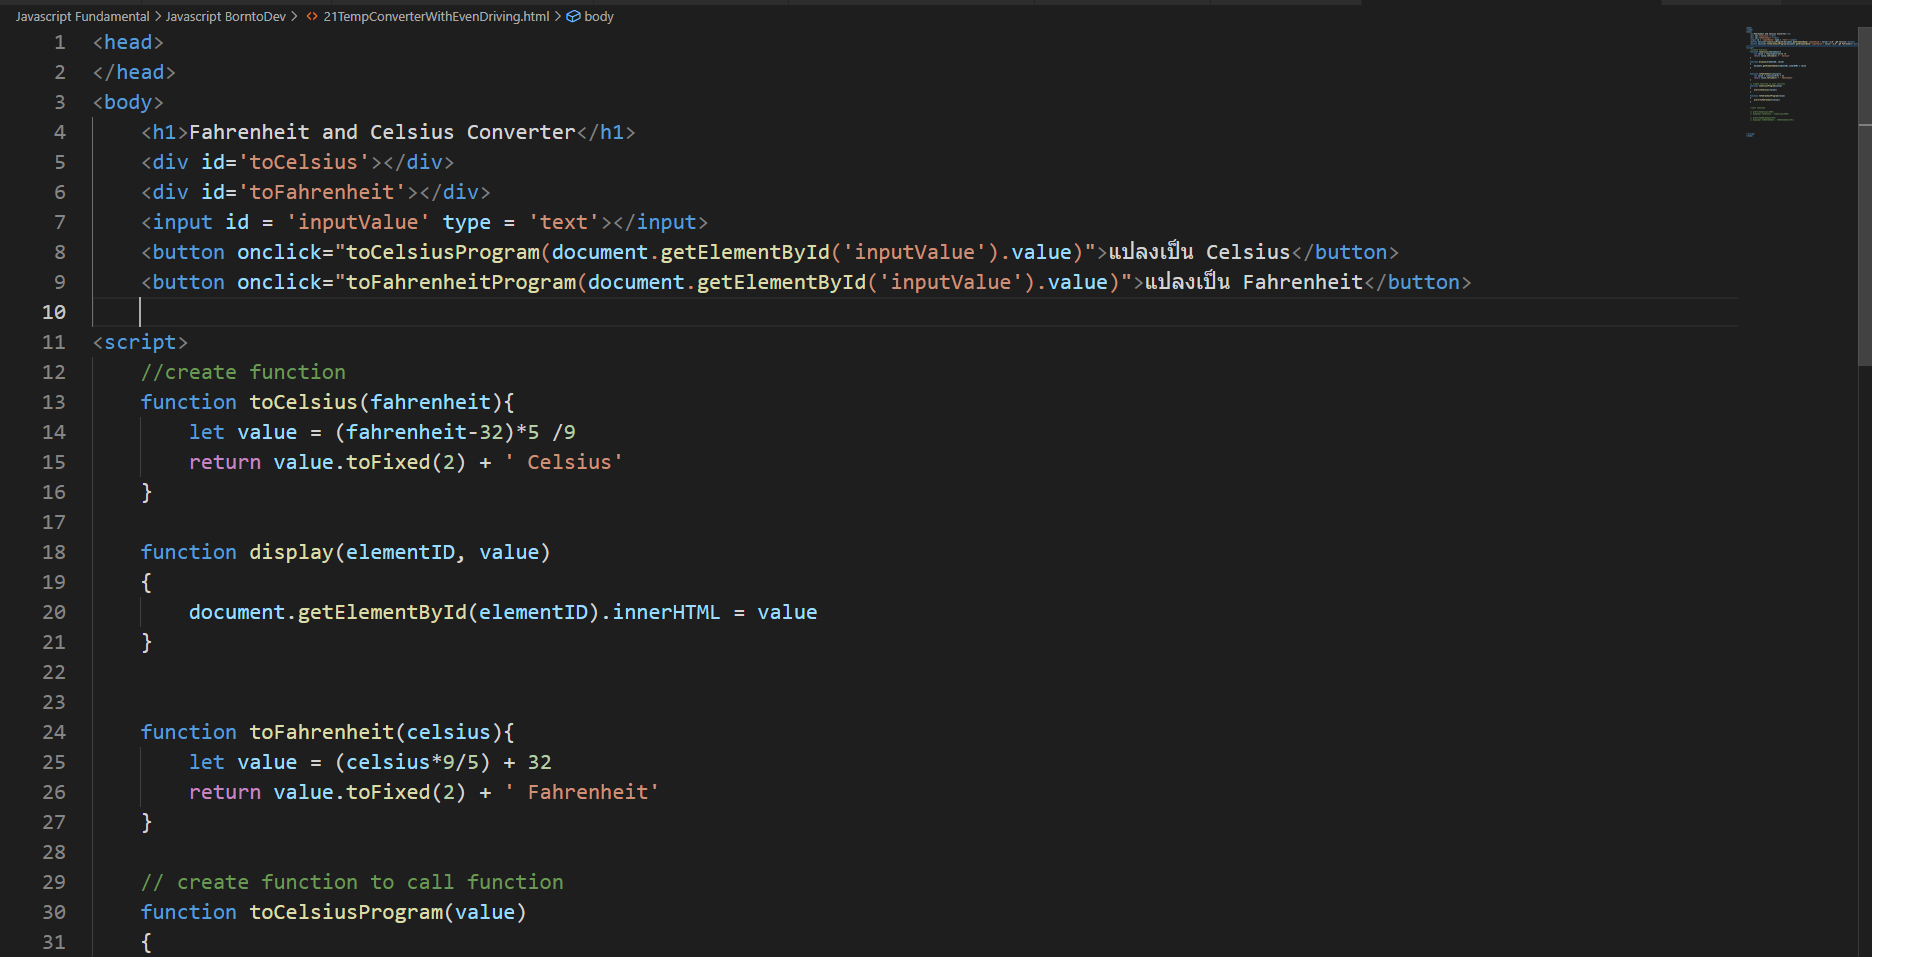 Javascript Fundamental > Javascript BorntoDev > <> 21TempConverterWithEvenDriving.html > body
1 <head>
2 </head>
3 <body>
4     <h1>Fahrenheit and Celsius Converter</h1>
5     <div id='toCelsius'></div>
6     <div id='toFahrenheit'></div>
7     <input id = 'inputValue' type = 'text'></input>
8     <button onclick="toCelsiusProgram(document.getElementById('inputValue').value)">แปลงเป็น Celsius</button>
9     <button onclick="toFahrenheitProgram(document.getElementById('inputValue').value)">แปลงเป็น Fahrenheit</button>
10
11 <script>
12     //create function
13     function toCelsius(fahrenheit){
14         let value = (fahrenheit-32)*5 /9
15         return value.toFixed(2) + ' Celsius'
16     }
17
18     function display(elementID, value)
19     {
20         document.getElementById(elementID).innerHTML = value
21     }
22
23
24     function toFahrenheit(celsius){
25         let value = (celsius*9/5) + 32
26         return value.toFixed(2) + ' Fahrenheit'
27     }
28
29     // create function to call function
30     function toCelsiusProgram(value)
31     {